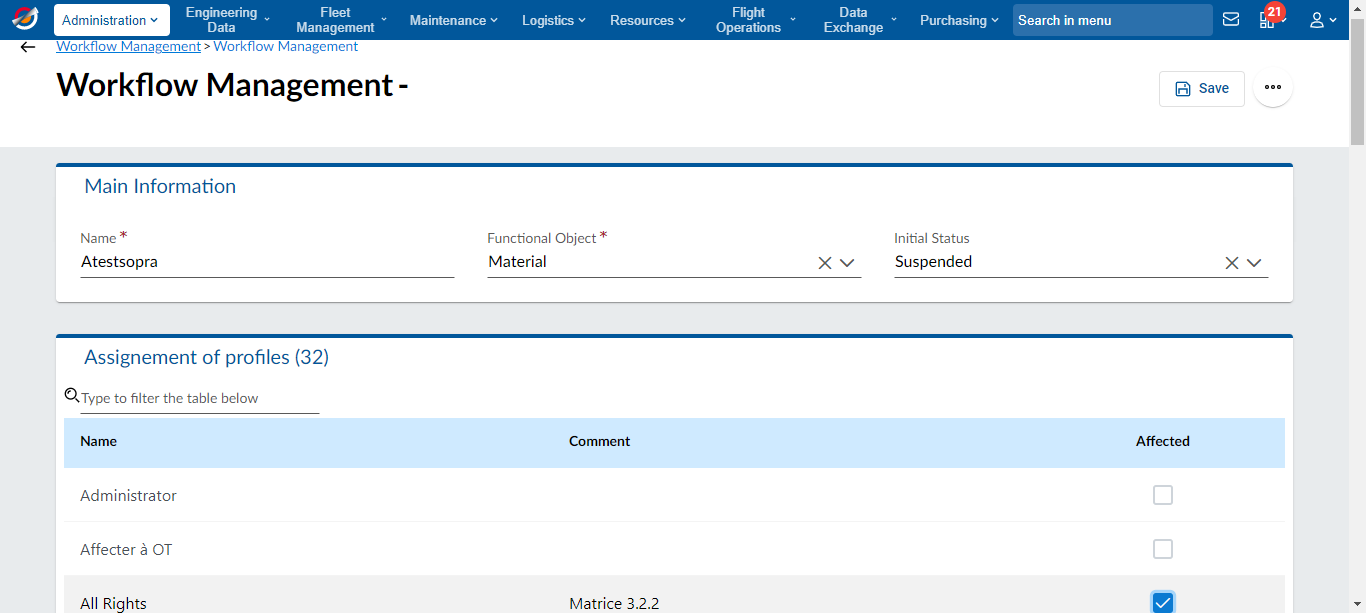 Administration
Engineering Data
Fleet Management
Maintenance
Logistics
Resources
Flight Operations
Data Exchange
Purchasing
Search in menu
21
Workflow Management > Workflow Management
Workflow Management -
Save
Main Information
Name *
Functional Object *
Initial Status
Atestsopra
Material
Suspended
Assignement of profiles (32)
Type to filter the table below
Name Comment Affected
Administrator
Affecter à OT
All Rights Matrice 3.2.2